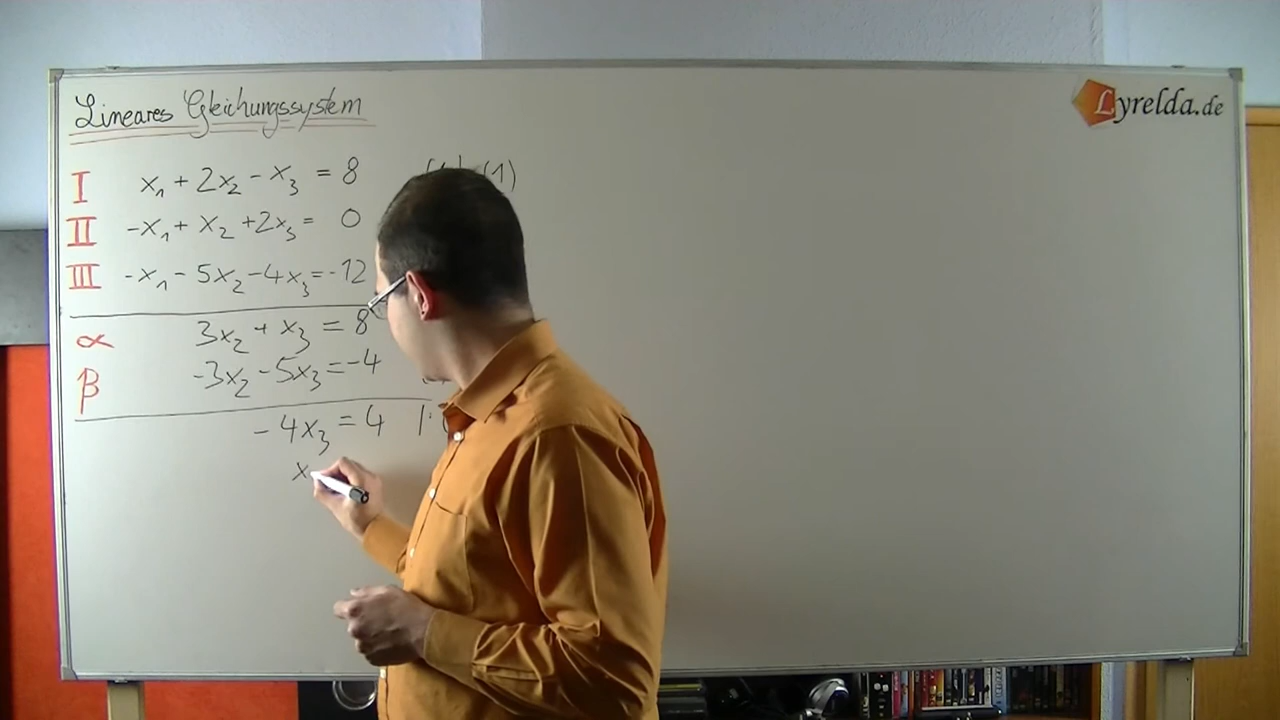 Lineares Gleichungssystem
Lyrelda.de
I x₁ + 2x₂ - x₃ = 8 (1)
II -x₁ + x₂ + 2x₃ = 0
III -x₁ - 5x₂ - 4x₃ = -12
α 3x₂ + x₃ = 8
β -3x₂ - 5x₃ = -4
-4x₃ = 4 |:(
x